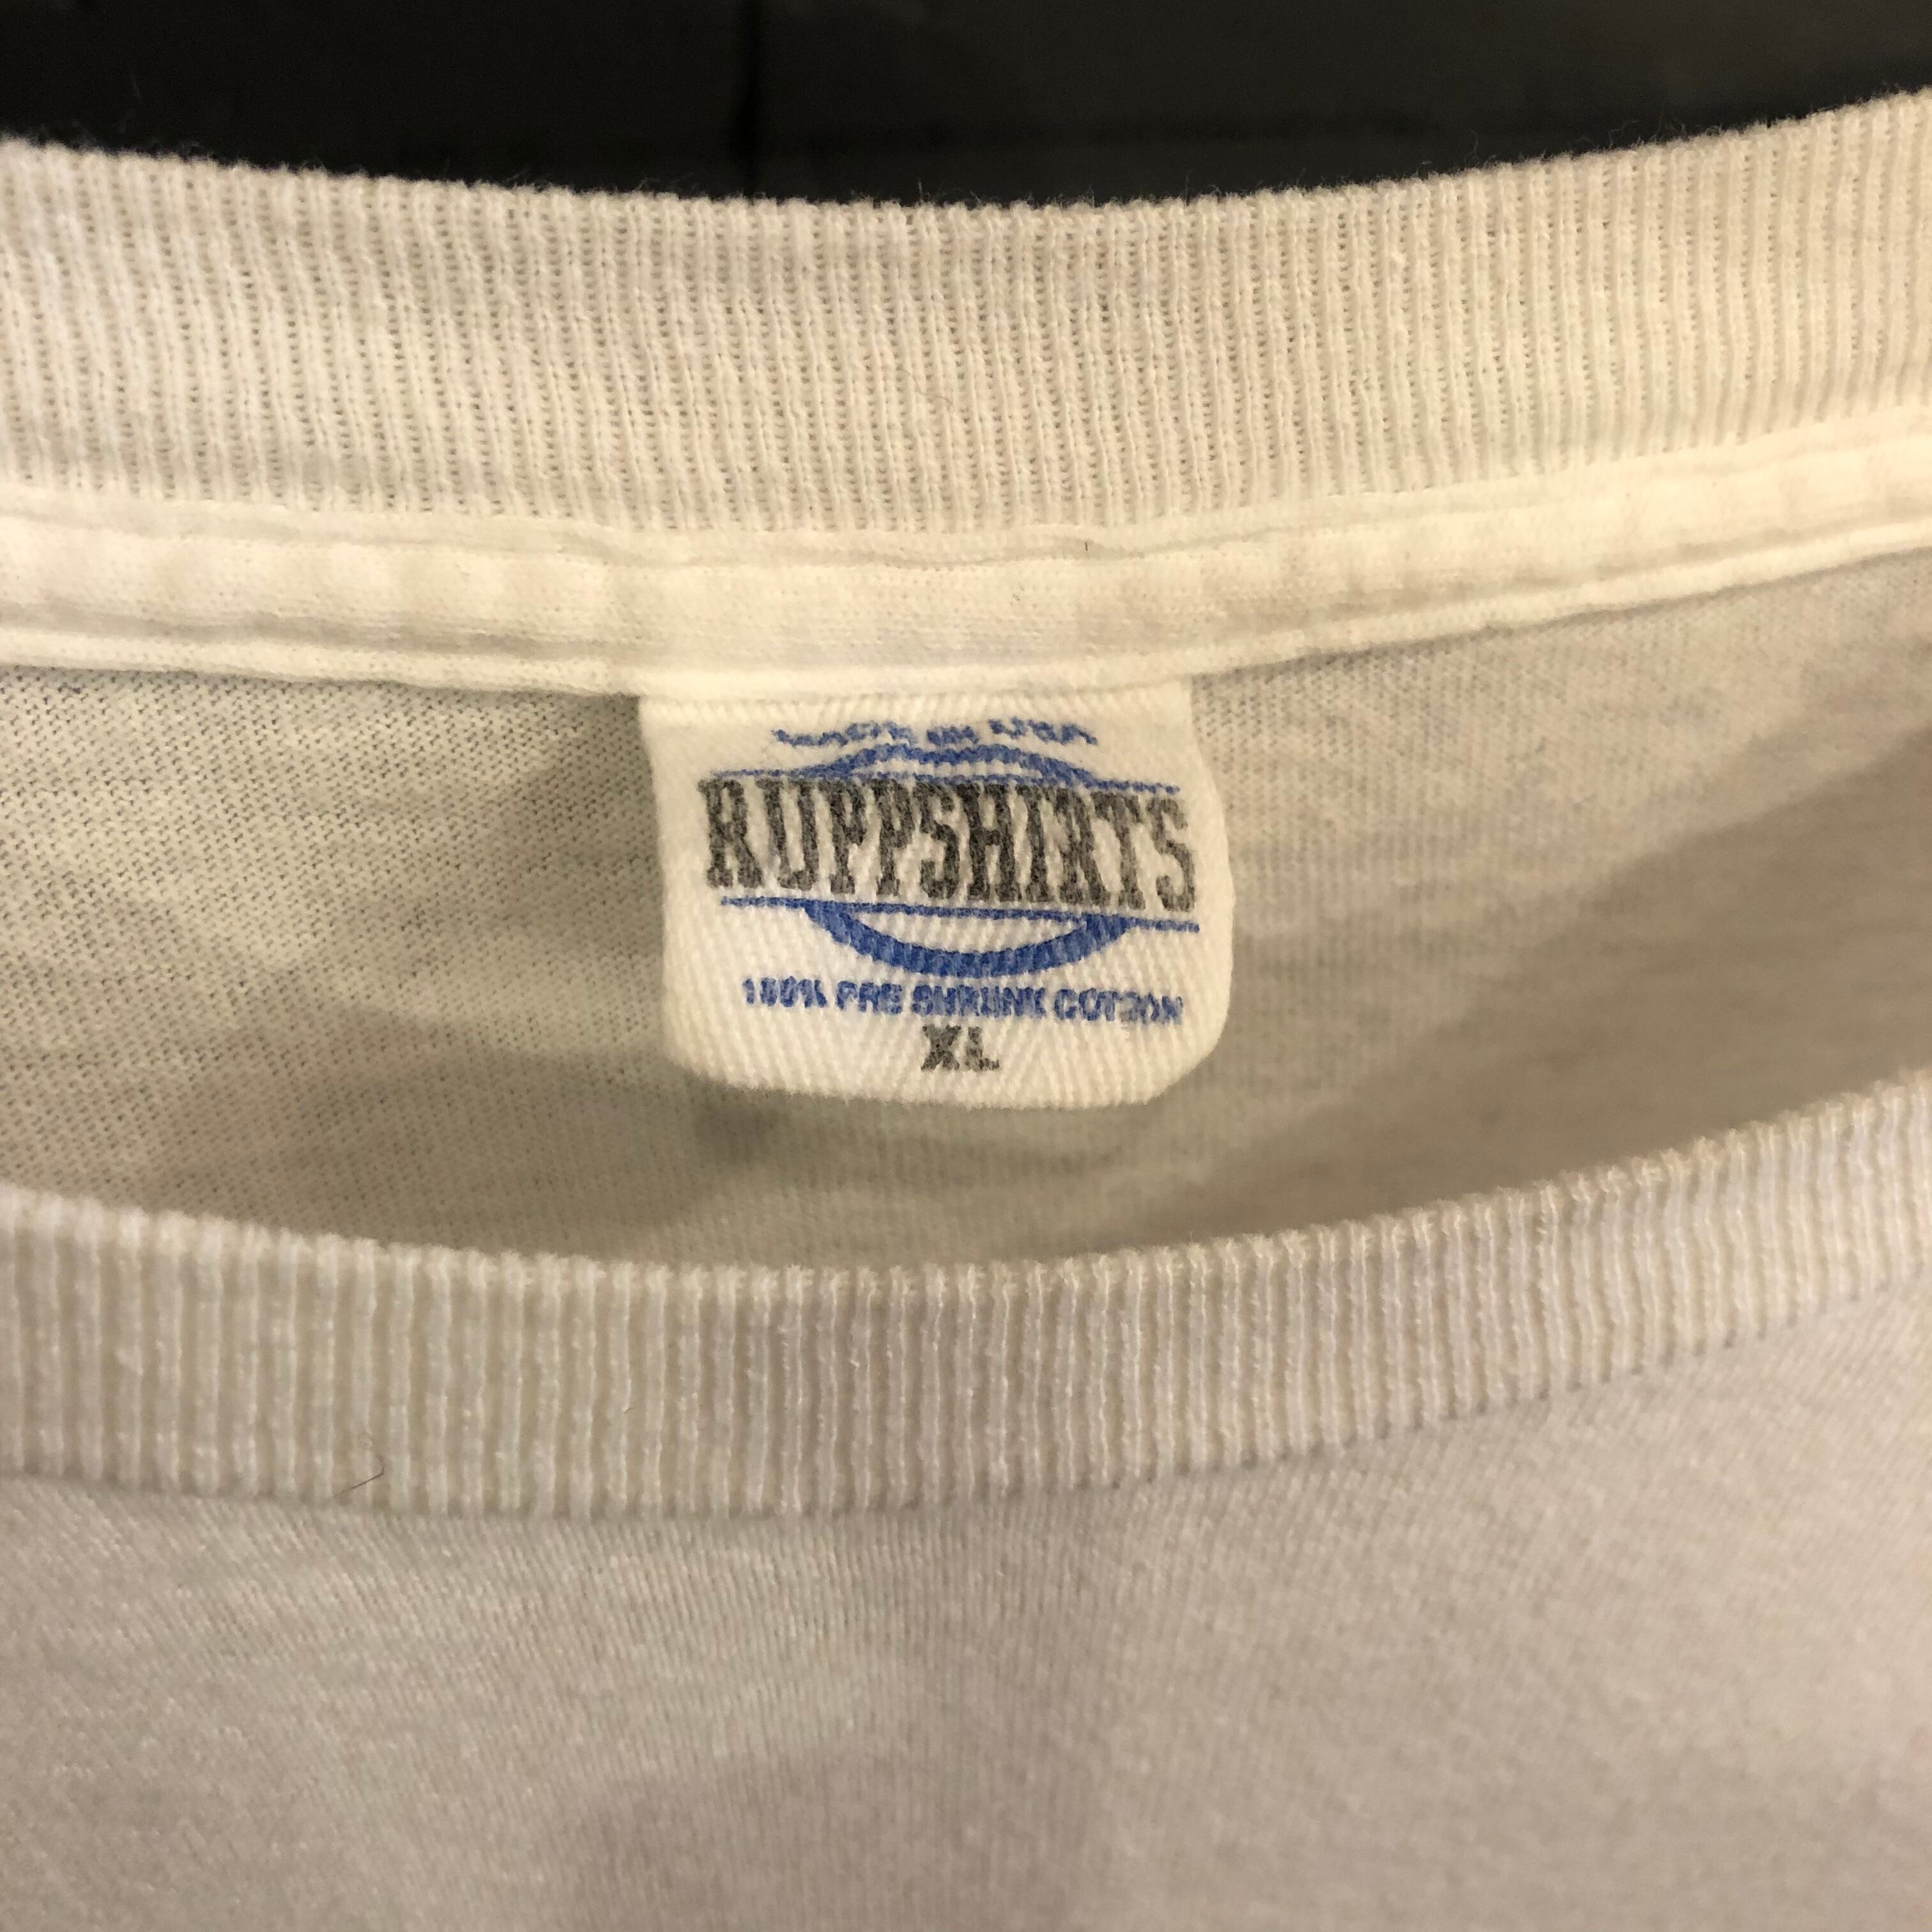 MADE IN USA
RUPPSHIRTS
100% PRE SHRUNK COTTON
XL